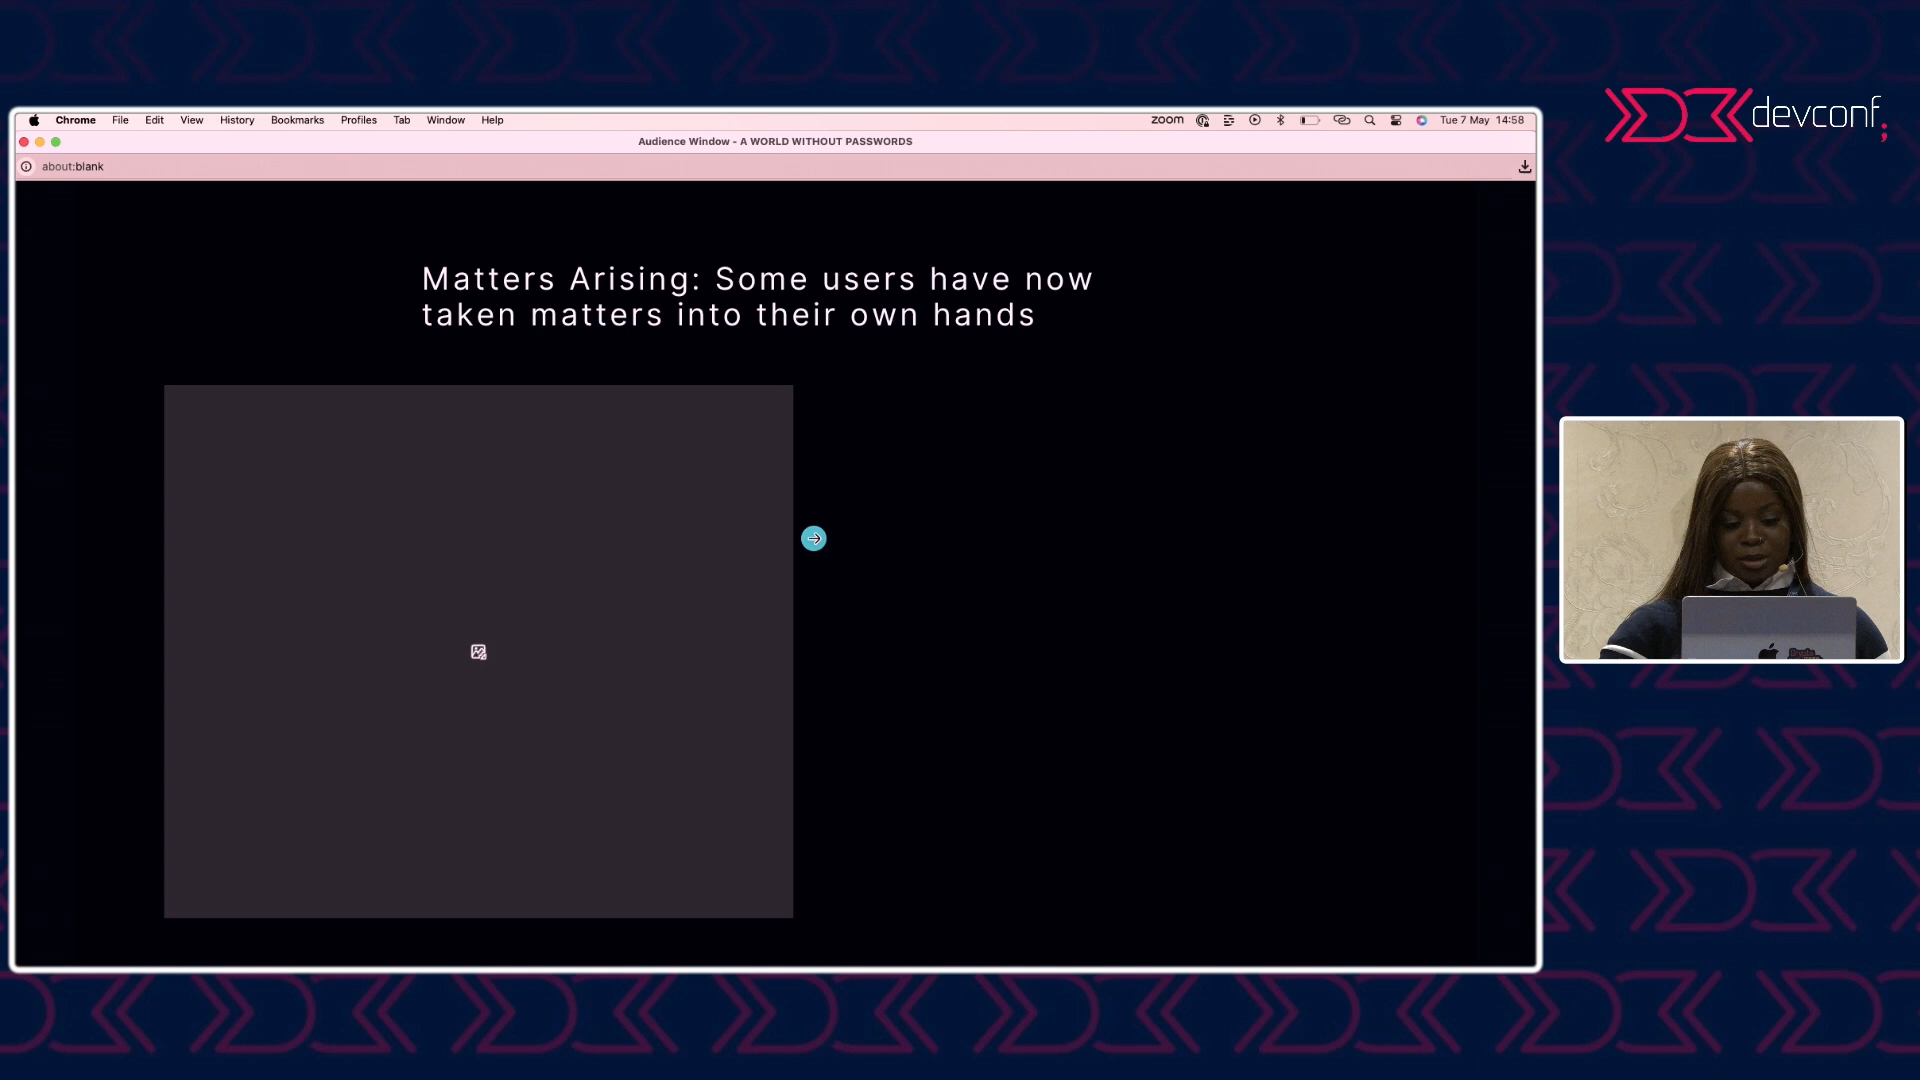 devconf;
Chrome File Edit View History Bookmarks Profiles Tab Window Help zoom Tue 7 May 14:58
Audience Window - A WORLD WITHOUT PASSWORDS
about:blank
Matters Arising: Some users have now
taken matters into their own hands